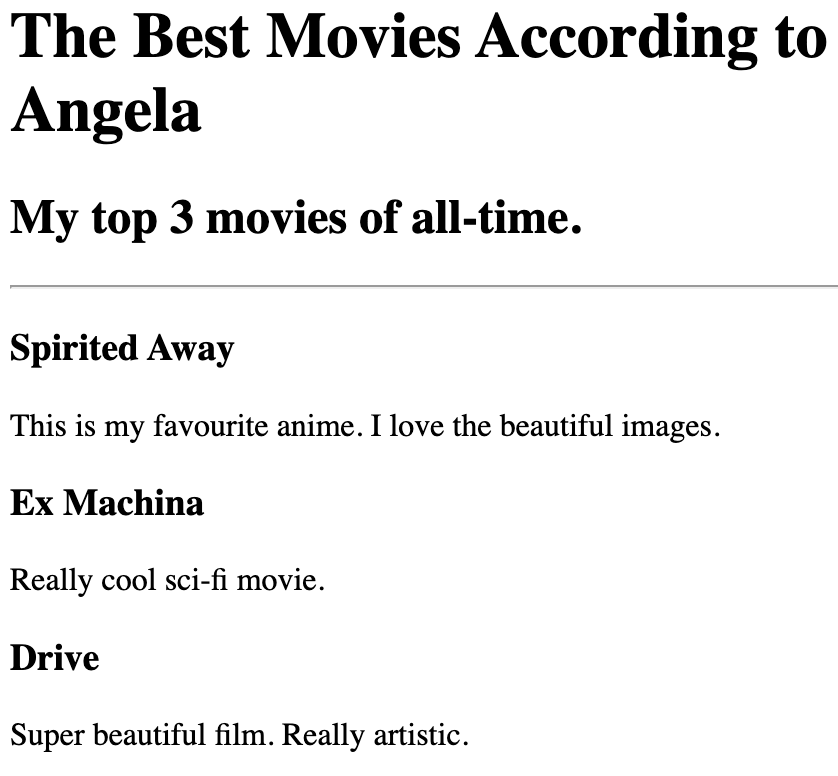 The Best Movies According to
Angela
My top 3 movies of all-time.
Spirited Away
This is my favourite anime. I love the beautiful images.
Ex Machina
Really cool sci-fi movie.
Drive
Super beautiful film. Really artistic.